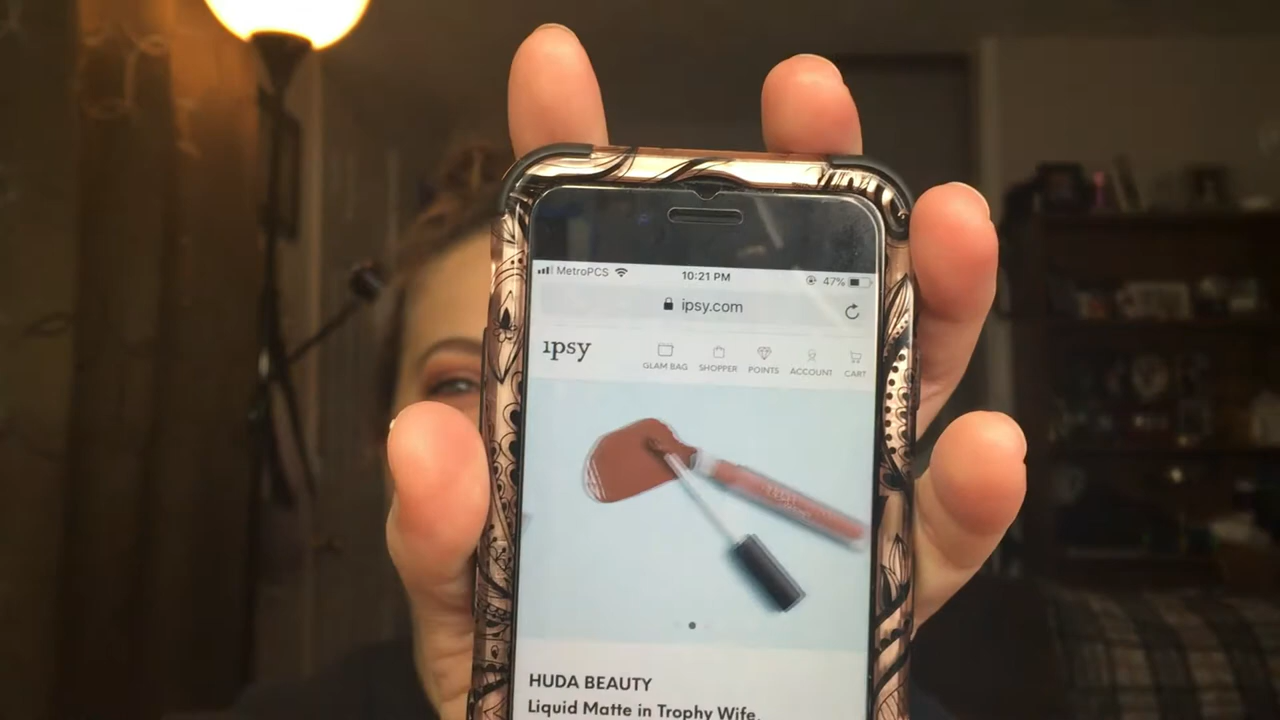 MetroPCS 10:21 PM 47%
ipsy.com
ipsy
GLAM BAG SHOPPER POINTS ACCOUNT CART
HUDA BEAUTY
Liquid Matte in Trophy Wife,